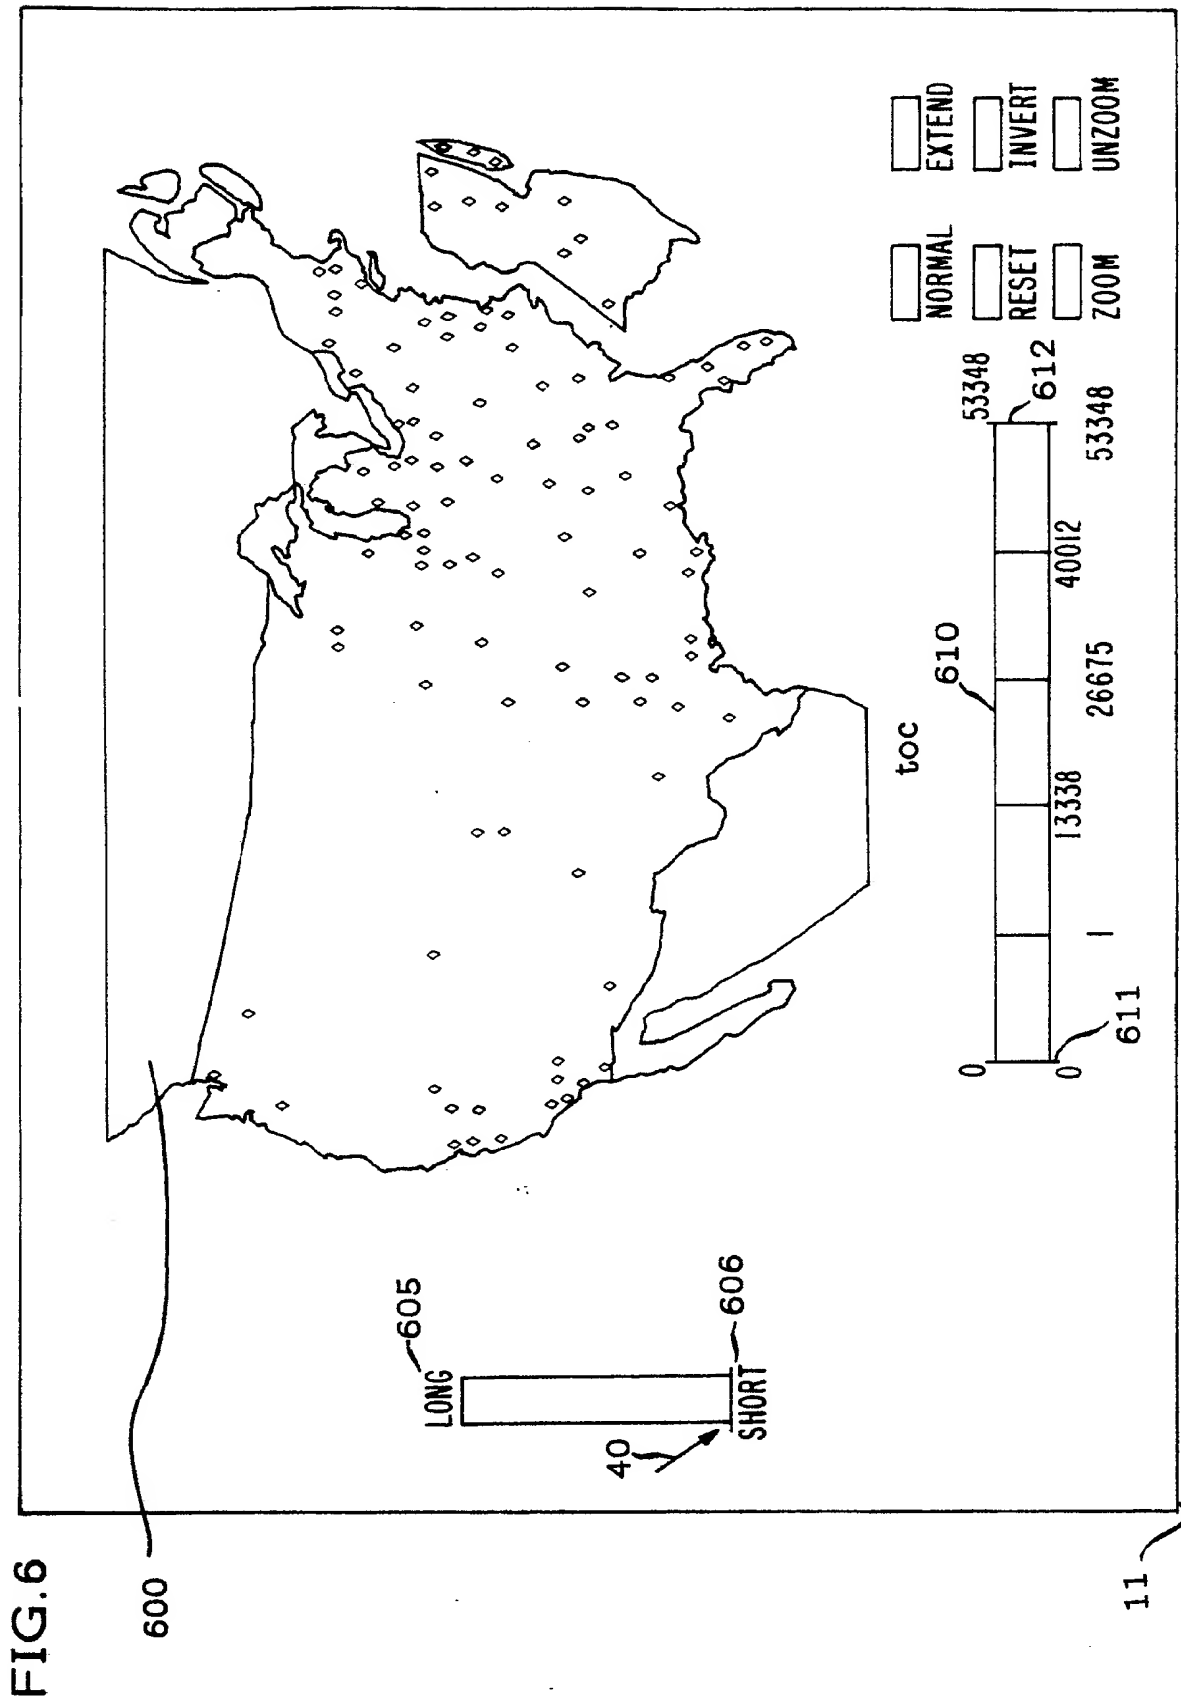 FIG.6
600
11
LONG
605
40
SHORT
606
toc
610
0
53348
612
611
0
1
13338
26675
40012
53348
NORMAL
EXTEND
RESET
INVERT
ZOOM
UNZOOM